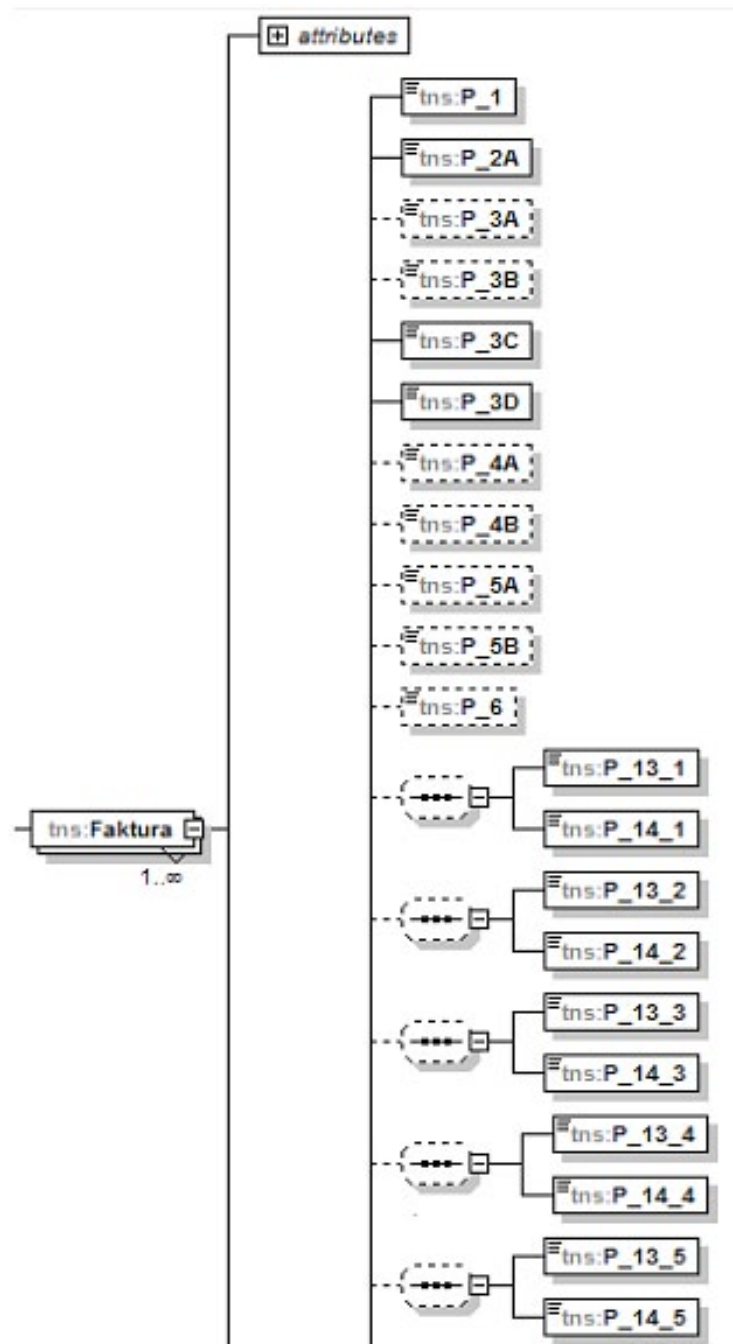 attributes
tns:P_1
tns:P_2A
tns:P_3A
tns:P_3B
tns:P_3C
tns:P_3D
tns:P_4A
tns:P_4B
tns:P_5A
tns:P_5B
tns:P_6
tns:P_13_1
tns:Faktura
tns:P_14_1
1..∞
tns:P_13_2
tns:P_14_2
tns:P_13_3
tns:P_14_3
tns:P_13_4
tns:P_14_4
tns:P_13_5
tns:P_14_5